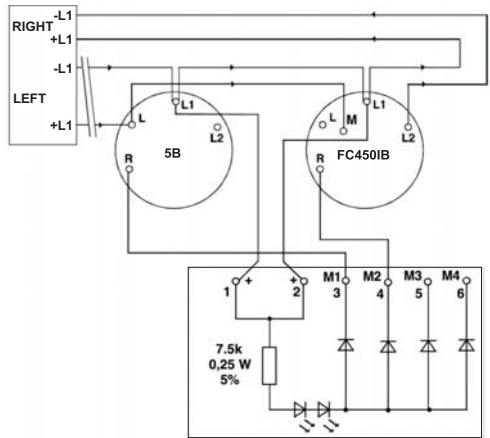 -L1
RIGHT
+L1
-L1
LEFT
+L1
L
L1
L2
5B
R
L
M
L1
L2
FC450IB
R
+
+
M1
M2
M3
M4
1
2
3
4
5
6
7.5k
0,25 W
5%